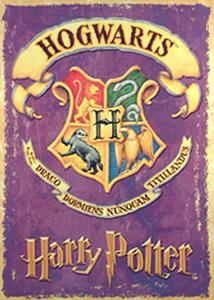 HOGWARTS
H
DRACO DORMIENS NUNQUAM TITILLANDUS
Harry Potter